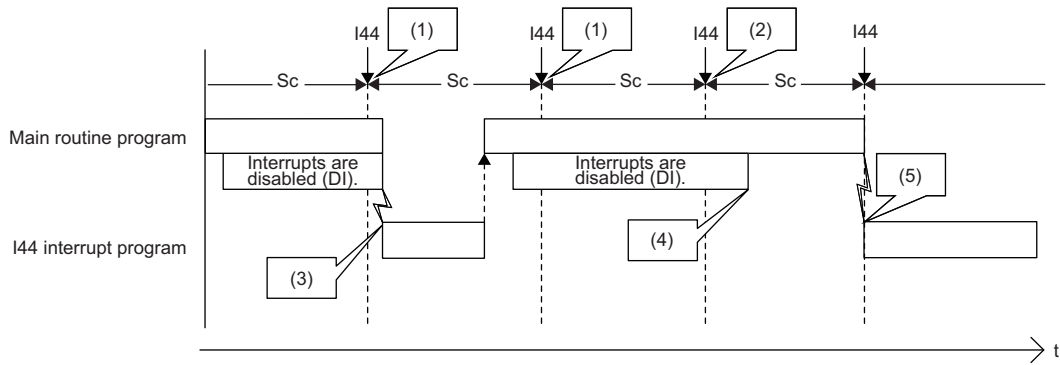 I44 (1) I44 (1) I44 (2) I44
Sc Sc Sc Sc
Main routine program
Interrupts are
disabled (DI).
Interrupts are
disabled (DI).
(5)
I44 interrupt program
(4)
(3)
t